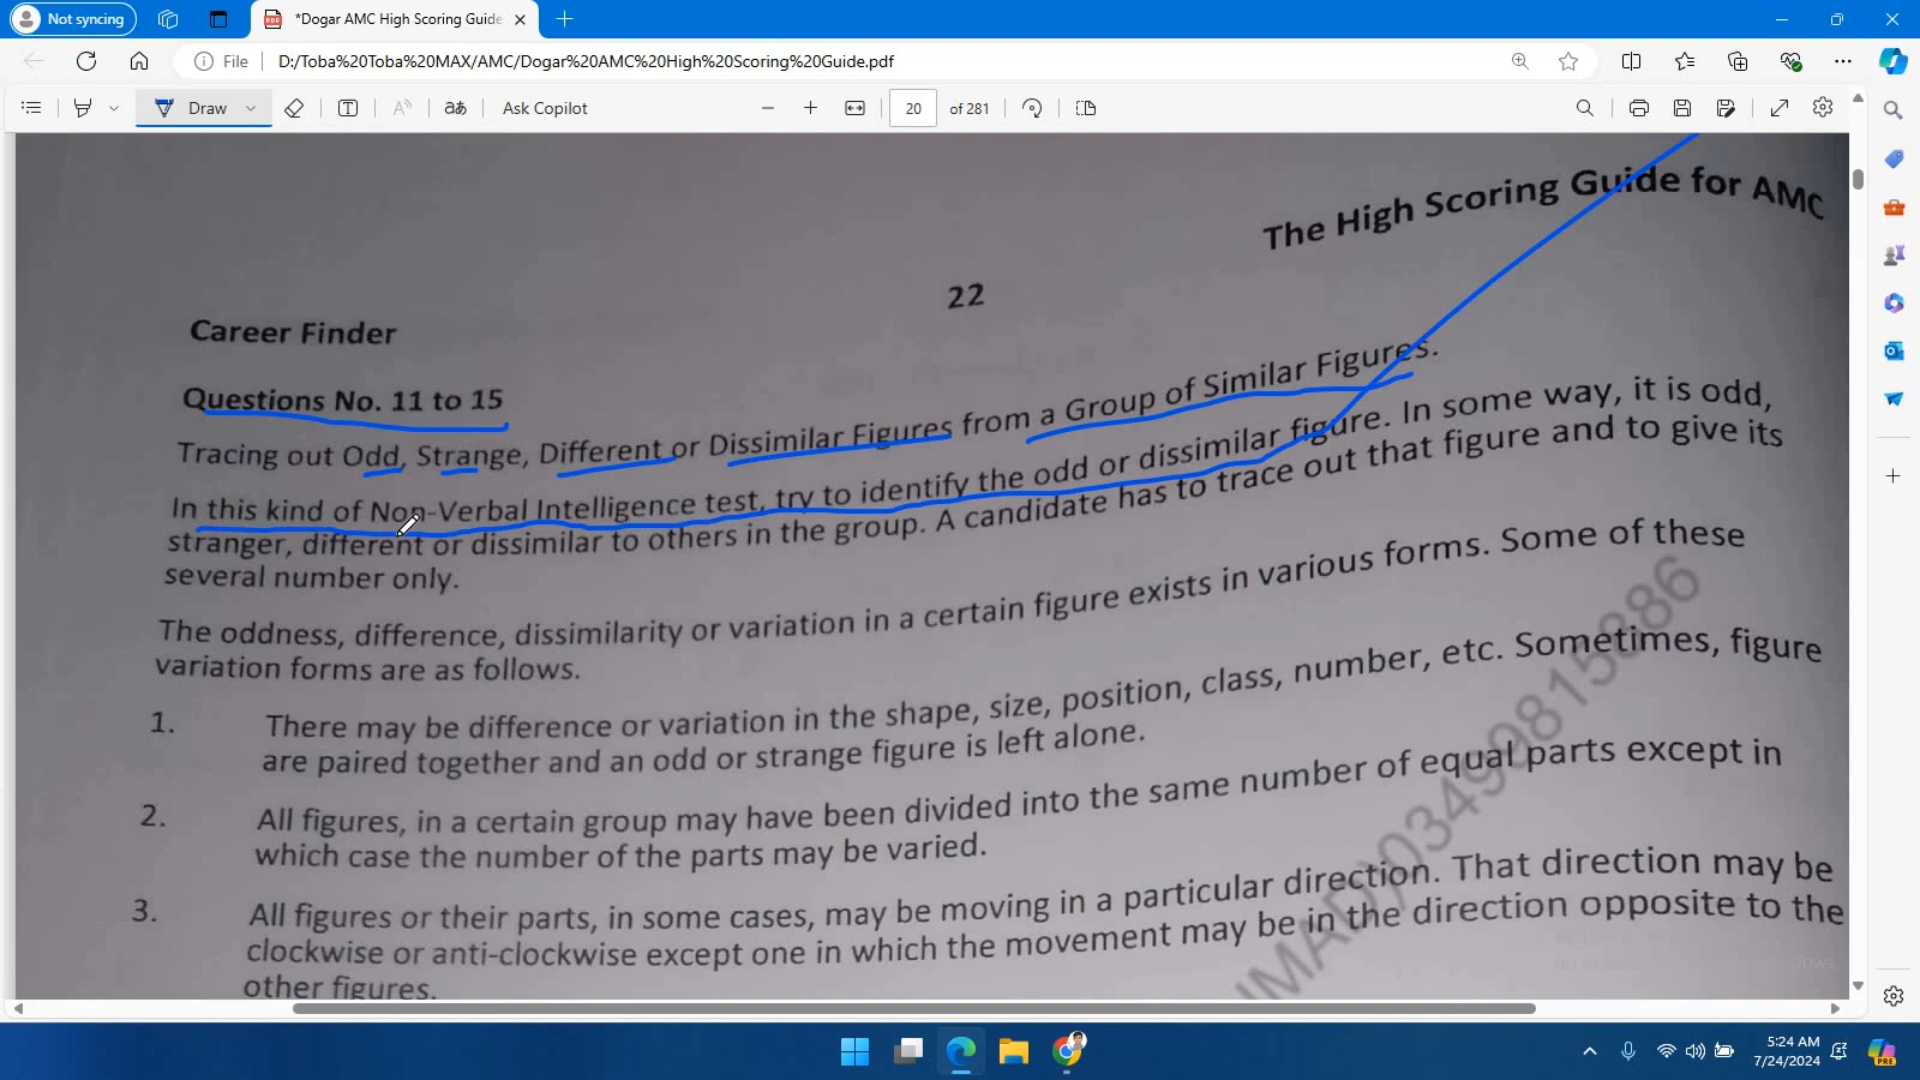 Not syncing
*Dogar AMC High Scoring Guide
File
D:/Toba%20Toba%20MAX/AMC/Dogar%20AMC%20High%20Scoring%20Guide.pdf
Draw
Ask Copilot
20 of 281
The High Scoring Guide for AMC
22
Career Finder
Questions No. 11 to 15
Tracing out Odd, Strange, Different or Dissimilar Figures from a Group of Similar Figures.
In this kind of Non-Verbal Intelligence test, try to identify the odd or dissimilar figure. In some way, it is odd,
stranger, different or dissimilar to others in the group. A candidate has to trace out that figure and to give its
several number only.
The oddness, difference, dissimilarity or variation in a certain figure exists in various forms. Some of these
variation forms are as follows.
1. There may be difference or variation in the shape, size, position, class, number, etc. Sometimes, figure
are paired together and an odd or strange figure is left alone.
2. All figures, in a certain group may have been divided into the same number of equal parts except in
which case the number of the parts may be varied.
3. All figures or their parts, in some cases, may be moving in a particular direction. That direction may be
clockwise or anti-clockwise except one in which the movement may be in the direction opposite to the
other figures.
IMAD)03499815886
5:24 AM
7/24/2024
PRE